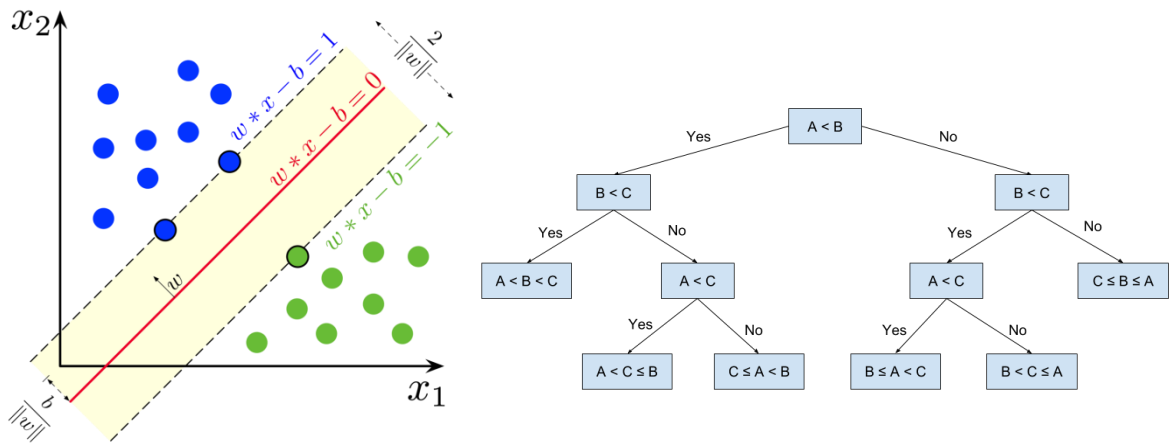 x₂
x₁
w * x − b = 1
w * x − b = 0
w * x − b = −1
2
‖w‖
w
b
‖w‖
A < B
Yes
No
B < C
B < C
Yes
No
Yes
No
A < B < C
A < C
A < C
C ≤ B ≤ A
Yes
No
Yes
No
A < C ≤ B
C ≤ A < B
B ≤ A < C
B < C ≤ A